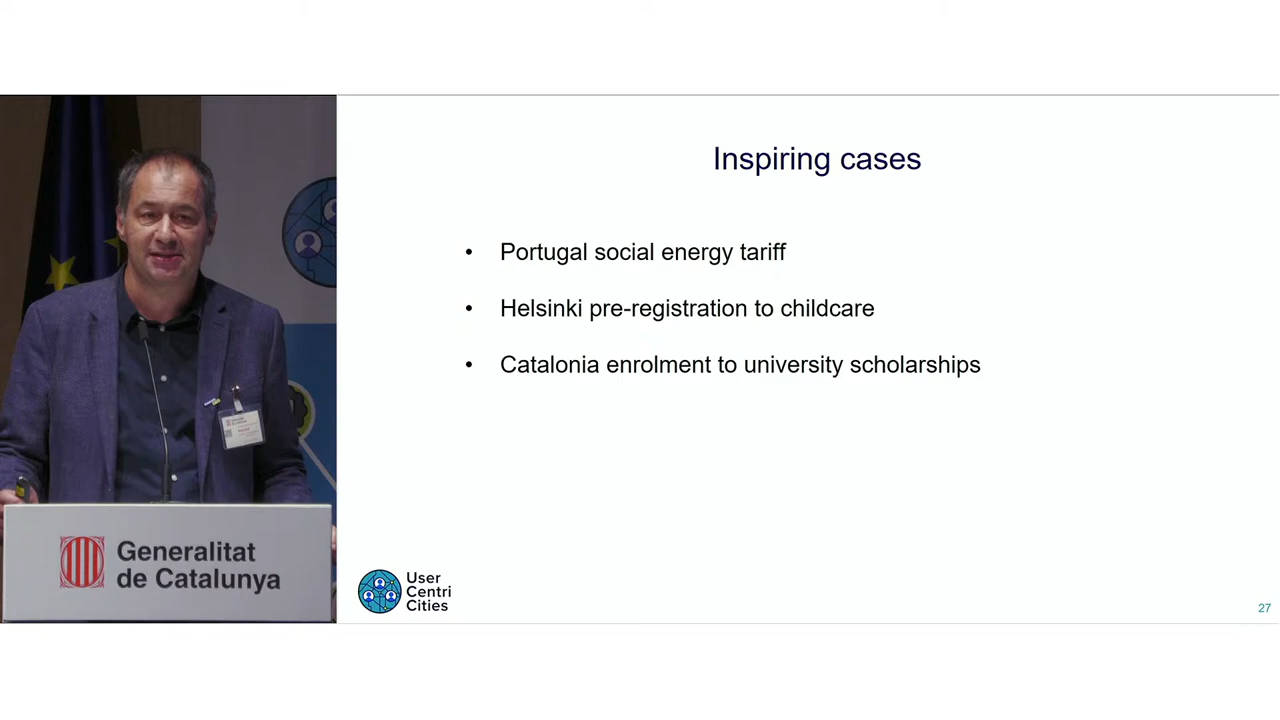 Inspiring cases
• Portugal social energy tariff
• Helsinki pre-registration to childcare
• Catalonia enrolment to university scholarships
Generalitat
de Catalunya
User
Centri
Cities
27